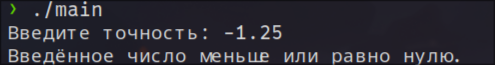 ❯ ./main
Введите точность: -1.25
Введённое число меньше или равно нулю.